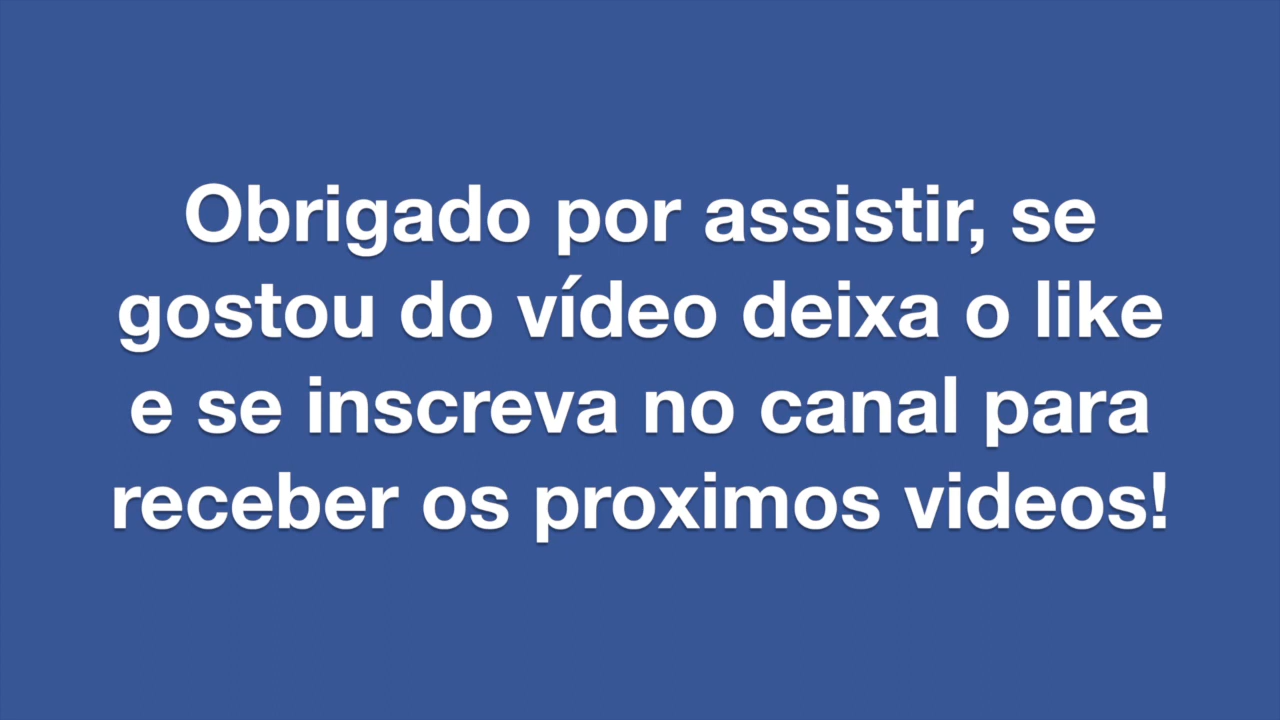 Obrigado por assistir, se
gostou do vídeo deixa o like
e se inscreva no canal para
receber os proximos videos!